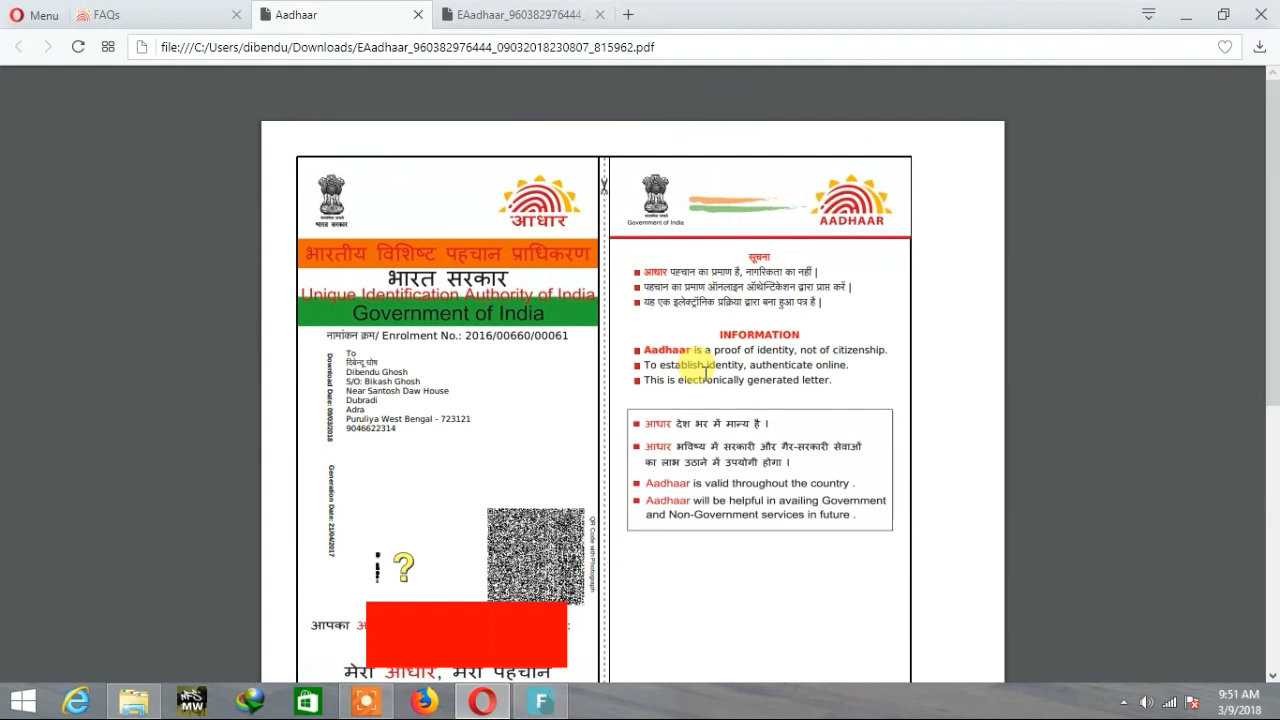 Menu
FAQs
Aadhaar
EAadhaar_960382976444_
file:///C:/Users/dibendu/Downloads/EAadhaar_960382976444_09032018230807_815962.pdf
भारत सरकार
आधार
भारतीय विशिष्ट पहचान प्राधिकरण
भारत सरकार
Unique Identification Authority of India
Government of India
नामांकन क्रम/ Enrolment No.: 2016/00660/00061
Download Date: 09/03/2018
To
दिबेन्दू घोष
Dibendu Ghosh
S/O: Bikash Ghosh
Near Santosh Daw House
Dubradi
Adra
Puruliya West Bengal - 723121
9046622314
Generation Date: 21/04/2017
?
QR Code with Photograph
आपका
:
मेरा आधार, मेरी पहचान
Government of India
AADHAAR
सूचना
आधार पहचान का प्रमाण है, नागरिकता का नहीं |
पहचान का प्रमाण ऑनलाइन ऑथेन्टिकेशन द्वारा प्राप्त करें |
यह एक इलेक्ट्रॉनिक प्रक्रिया द्वारा बना हुआ पत्र है |
INFORMATION
Aadhaar is a proof of identity, not of citizenship.
To establish identity, authenticate online.
This is electronically generated letter.
आधार देश भर में मान्य है ।
आधार भविष्य में सरकारी और गैर-सरकारी सेवाओं
का लाभ उठाने में उपयोगी होगा ।
Aadhaar is valid throughout the country .
Aadhaar will be helpful in availing Government
and Non-Government services in future .
MW
F
9:51 AM
3/9/2018